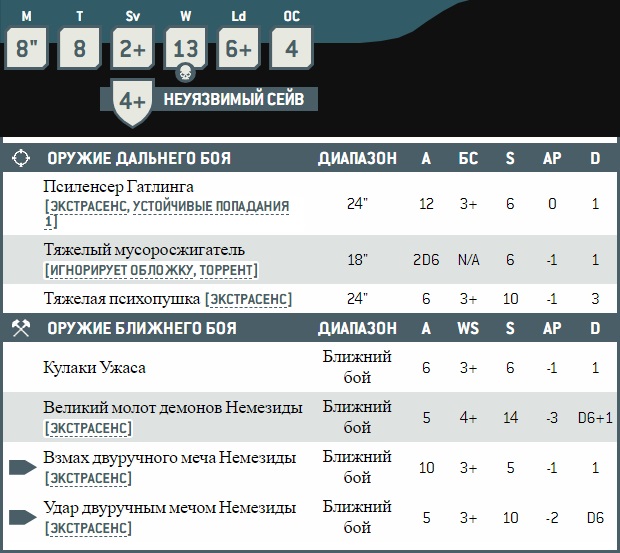 M T Sv W Ld OC
8" 8 2+ 13 6+ 4
4+ НЕУЯЗВИМЫЙ СЕЙВ
ОРУЖИЕ ДАЛЬНЕГО БОЯ ДИАПАЗОН A БС S AP D
Псиленсер Гатлинга
[ЭКСТРАСЕНС, УСТОЙЧИВЫЕ ПОПАДАНИЯ 24" 12 3+ 6 0 1
1]
Тяжелый мусоросжигатель 18" 2D6 N/A 6 -1 1
[ИГНОРИРУЕТ ОБЛОЖКУ, ТОРРЕНТ]
Тяжелая психопушка [ЭКСТРАСЕНС] 24" 6 3+ 10 -1 3
ОРУЖИЕ БЛИЖНЕГО БОЯ ДИАПАЗОН A WS S AP D
Кулаки Ужаса Ближний 6 3+ 6 -1 1
бой
Великий молот демонов Немезиды Ближний 5 4+ 14 -3 D6+1
[ЭКСТРАСЕНС] бой
Взмах двуручного меча Немезиды Ближний 10 3+ 5 -1 1
[ЭКСТРАСЕНС] бой
Удар двуручным мечом Немезиды Ближний 5 3+ 10 -2 D6
[ЭКСТРАСЕНС] бой